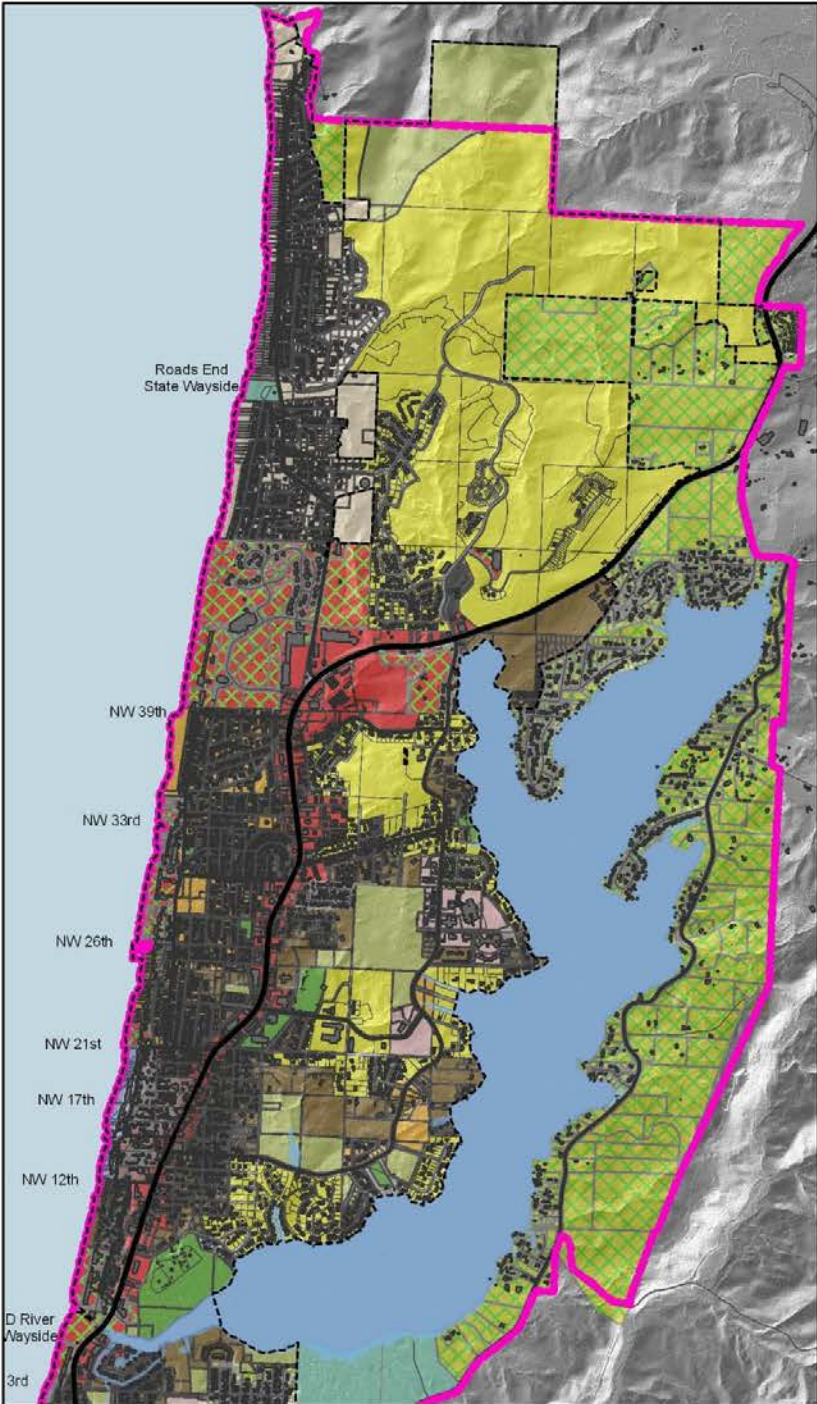 Roads End
State Wayside
NW 39th
NW 33rd
NW 26th
NW 21st
NW 17th
NW 12th
D River
Wayside
3rd